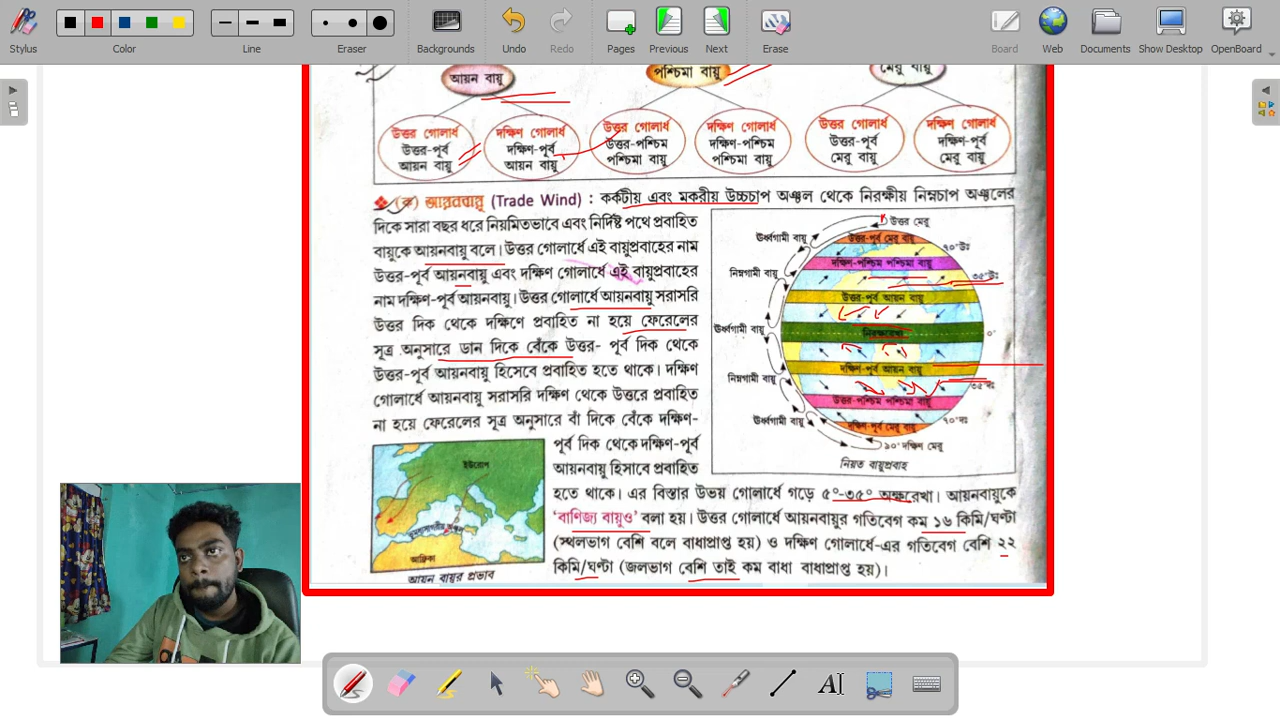 Stylus Color Line Eraser Backgrounds Undo Redo Pages Previous Next Erase Board Web Documents Show Desktop OpenBoard
আয়ন বায়ু পশ্চিমা বায়ু মেরু বায়ু
উত্তর গোলার্ধ
উত্তর-পূর্ব
আয়ন বায়ু
দক্ষিণ গোলার্ধ
দক্ষিণ-পূর্ব
আয়ন বায়ু
উত্তর গোলার্ধ
উত্তর-পশ্চিম
পশ্চিমা বায়ু
দক্ষিণ গোলার্ধ
দক্ষিণ-পশ্চিম
পশ্চিমা বায়ু
উত্তর গোলার্ধ
উত্তর-পূর্ব
মেরু বায়ু
দক্ষিণ গোলার্ধ
দক্ষিণ-পূর্ব
মেরু বায়ু
(ক) আয়নবায়ু (Trade Wind) : কর্কটীয় এবং মকরীয় উচ্চচাপ অঞ্চল থেকে নিরক্ষীয় নিম্নচাপ অঞ্চলের
দিকে সারা বছর ধরে নিয়মিতভাবে এবং নির্দিষ্ট পথে প্রবাহিত
বায়ুকে আয়নবায়ু বলে। উত্তর গোলার্ধে এই বায়ুপ্রবাহের নাম
উত্তর-পূর্ব আয়নবায়ু এবং দক্ষিণ গোলার্ধে এই বায়ুপ্রবাহের
নাম দক্ষিণ-পূর্ব আয়নবায়ু। উত্তর গোলার্ধে আয়নবায়ু সরাসরি
উত্তর দিক থেকে দক্ষিণে প্রবাহিত না হয়ে ফেরেলের
সূত্র অনুসারে ডান দিকে বেঁকে উত্তর- পূর্ব দিক থেকে
উত্তর-পূর্ব আয়নবায়ু হিসেবে প্রবাহিত হতে থাকে। দক্ষিণ
গোলার্ধে আয়নবায়ু সরাসরি দক্ষিণ থেকে উত্তরে প্রবাহিত
না হয়ে ফেরেলের সূত্র অনুসারে বাঁ দিকে বেঁকে দক্ষিণ-
পূর্ব দিক থেকে দক্ষিণ-পূর্ব
আয়নবায়ু হিসাবে প্রবাহিত
হতে থাকে। এর বিস্তার উভয় গোলার্ধে গড়ে ৫°-৩৫° অক্ষরেখা। আয়নবায়ুকে
'বাণিজ্য বায়ুও' বলা হয়। উত্তর গোলার্ধে আয়নবায়ুর গতিবেগ কম ১৬ কিমি/ঘণ্টা
(স্থলভাগ বেশি বলে বাধাপ্রাপ্ত হয়) ও দক্ষিণ গোলার্ধে-এর গতিবেগ বেশি ২২
কিমি/ঘণ্টা (জলভাগ বেশি তাই কম বাধা বাধাপ্রাপ্ত হয়)।
উত্তর মেরু
ঊর্ধ্বগামী বায়ু
উত্তর-পূর্ব মেরু বায়ু
৭০°উঃ
দক্ষিণ-পশ্চিম পশ্চিমা বায়ু
নিম্নগামী বায়ু
৩৫°উঃ
উত্তর-পূর্ব আয়ন বায়ু
ঊর্ধ্বগামী বায়ু
নিরক্ষরেখা
০°
দক্ষিণ-পূর্ব আয়ন বায়ু
নিম্নগামী বায়ু
৩৫°দঃ
উত্তর-পশ্চিম পশ্চিমা বায়ু
ঊর্ধ্বগামী বায়ু
৭০°দঃ
দক্ষিণ-পূর্ব মেরু বায়ু
৯০°দক্ষিণ মেরু
নিয়ত বায়ুপ্রবাহ
ইউরোপ
আফ্রিকা
আয়ন বায়ুর প্রভাব